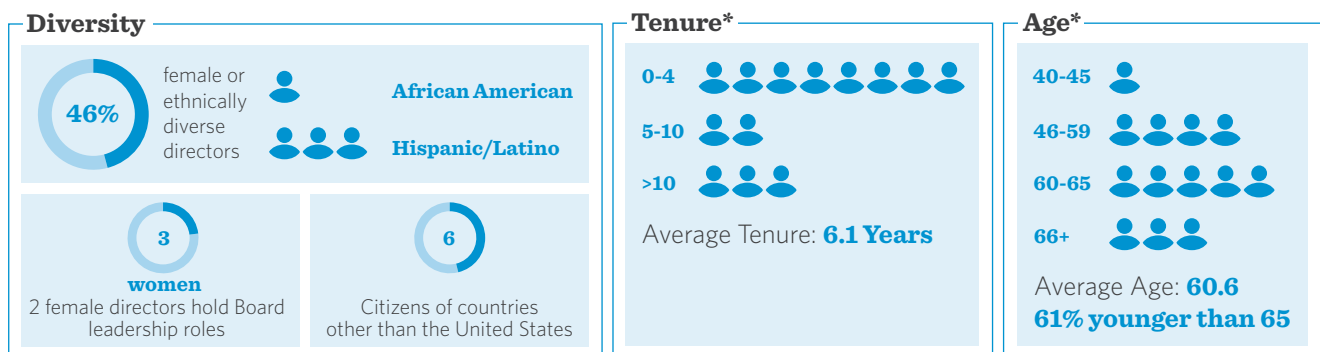 Diversity
46%
female or
ethnically
diverse
directors
African American
Hispanic/Latino
3
women
2 female directors hold Board
leadership roles
6
Citizens of countries
other than the United States
Tenure*
0-4
5-10
>10
Average Tenure: 6.1 Years
Age*
40-45
46-59
60-65
66+
Average Age: 60.6
61% younger than 65